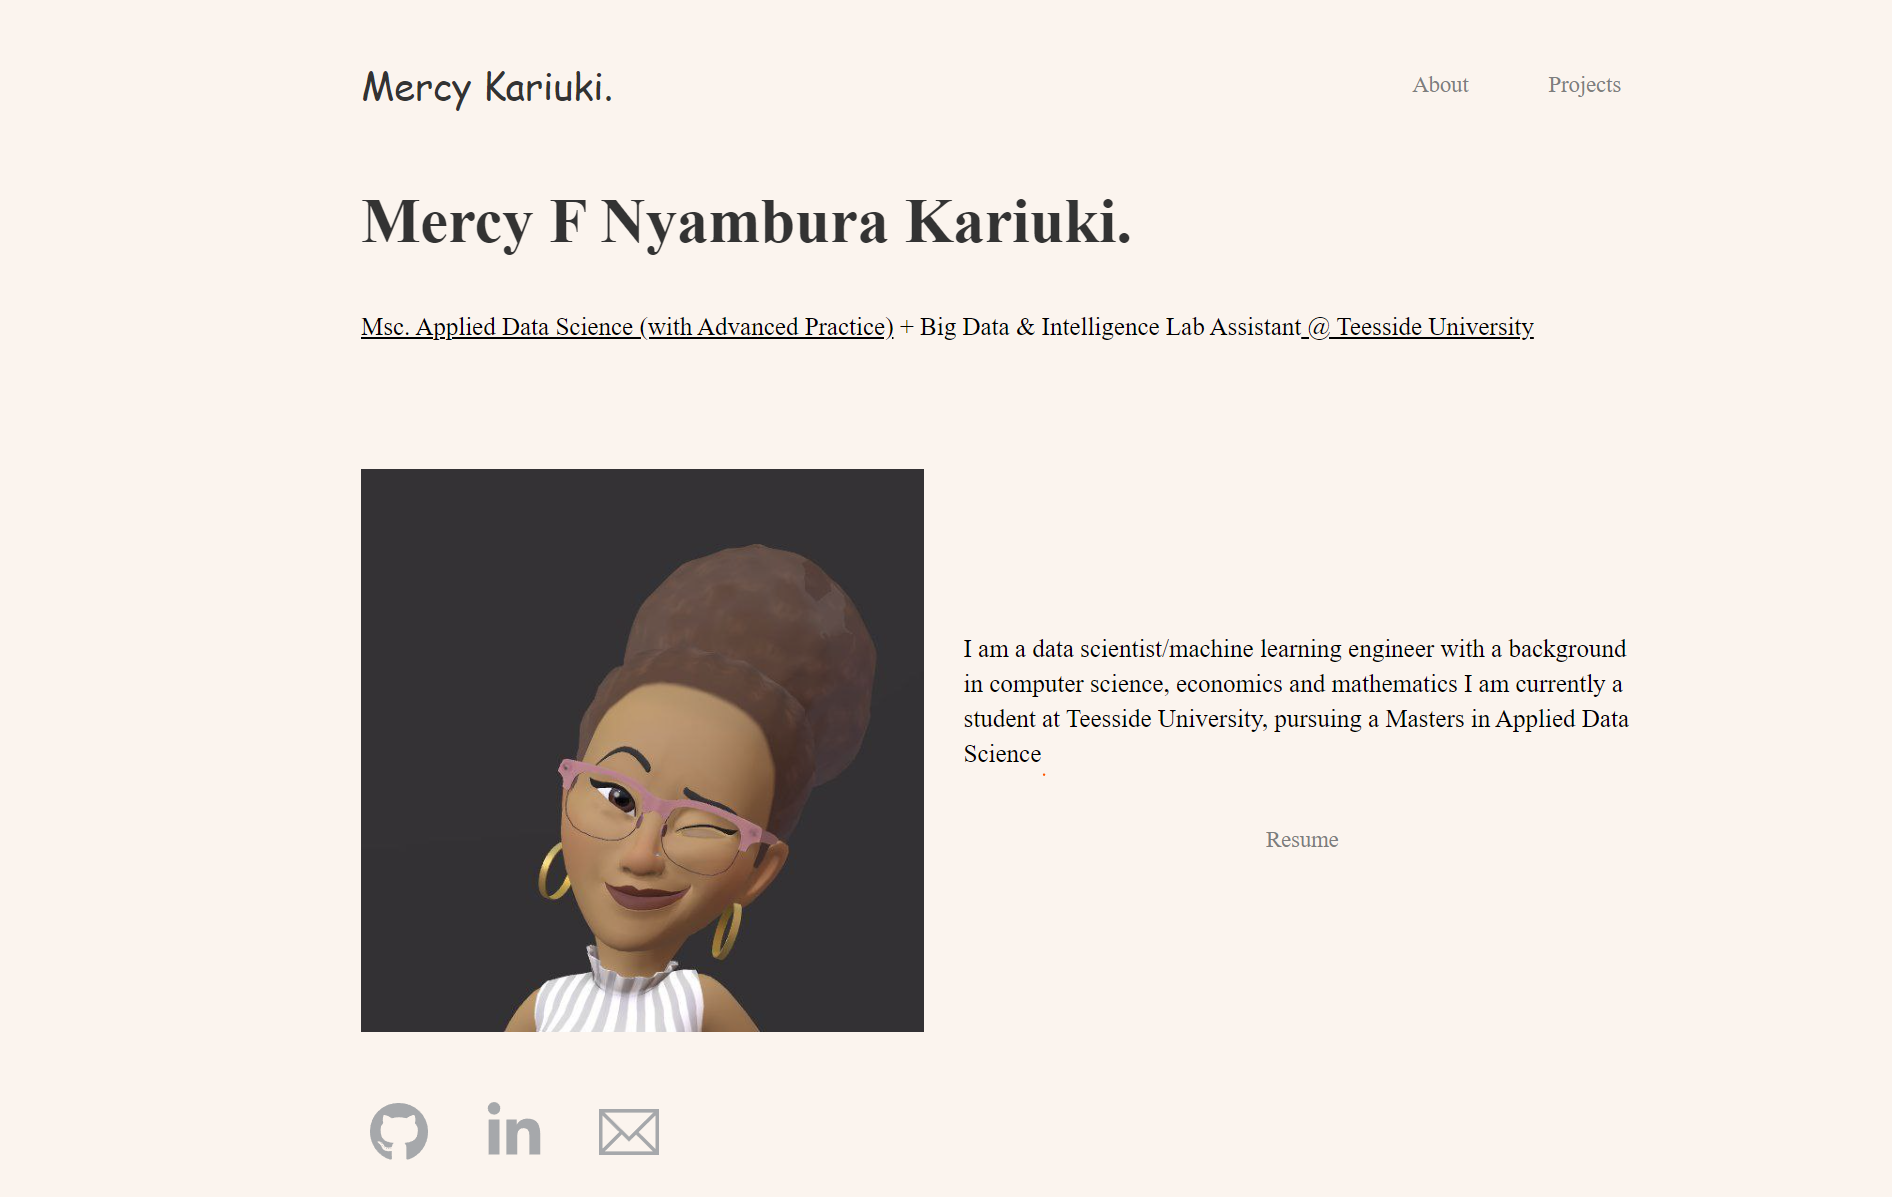 Mercy Kariuki.
About Projects
Mercy F Nyambura Kariuki.
Msc. Applied Data Science (with Advanced Practice) + Big Data & Intelligence Lab Assistant @ Teesside University
I am a data scientist/machine learning engineer with a background
in computer science, economics and mathematics I am currently a
student at Teesside University, pursuing a Masters in Applied Data
Science.
Resume
in